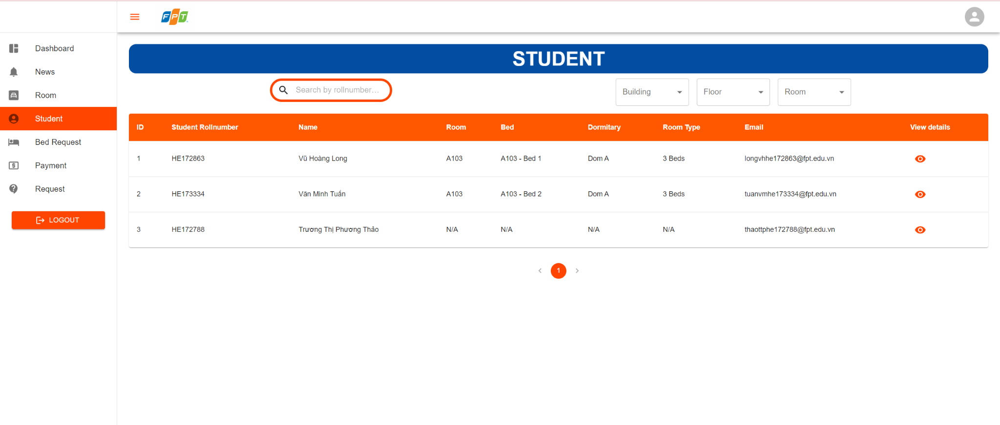 FPT
Dashboard
News
Room
Student
Bed Request
Payment
Request
LOGOUT
STUDENT
Search by rollnumber...
Building
Floor
Room
ID Student Rollnumber Name Room Bed Dormitary Room Type Email View details
1 HE172863 Vũ Hoàng Long A103 A103 - Bed 1 Dom A 3 Beds longvhhe172863@fpt.edu.vn
2 HE173334 Văn Minh Tuấn A103 A103 - Bed 2 Dom A 3 Beds tuanvmhe173334@fpt.edu.vn
3 HE172788 Trương Thị Phương Thảo N/A N/A N/A N/A thaottphe172788@fpt.edu.vn
1